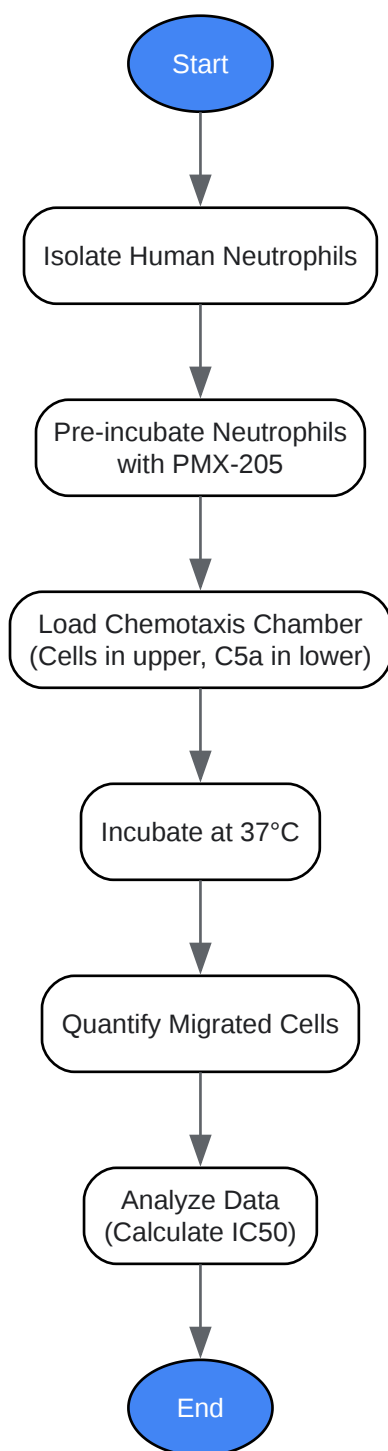 Start
Isolate Human Neutrophils
Pre-incubate Neutrophils
with PMX-205
Load Chemotaxis Chamber
(Cells in upper, C5a in lower)
Incubate at 37°C
Quantify Migrated Cells
Analyze Data
(Calculate IC50)
End